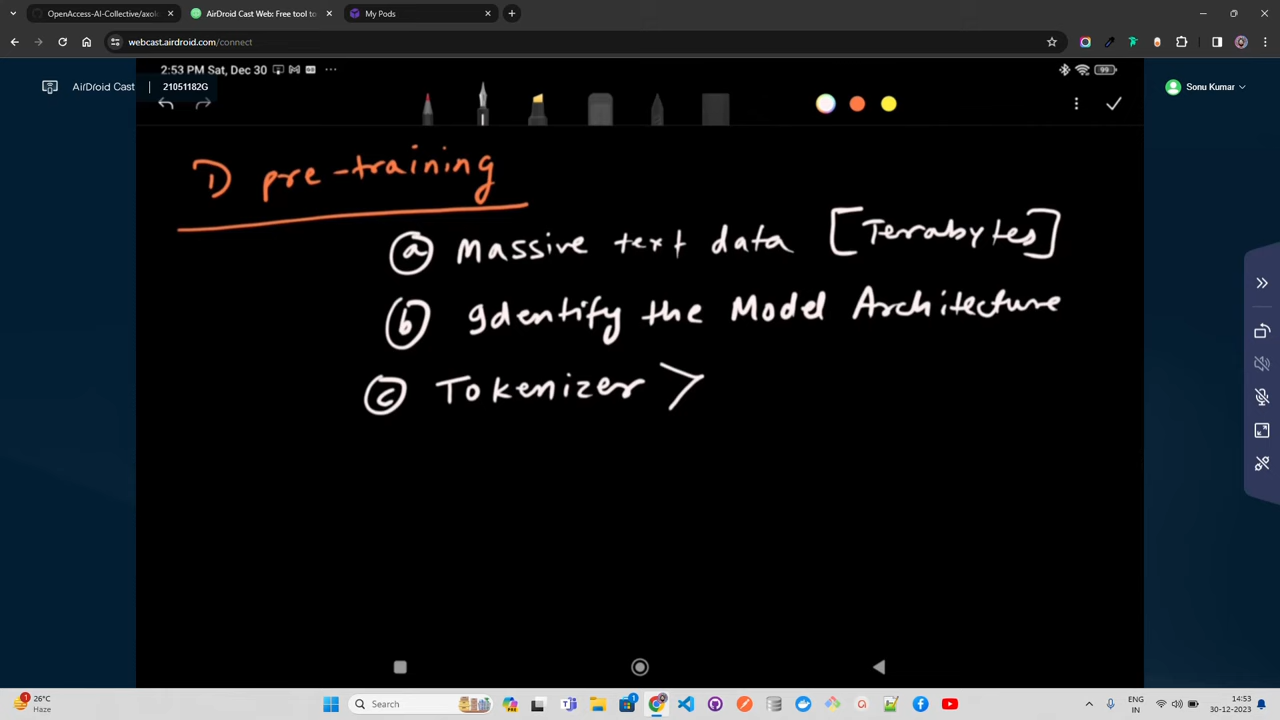 OpenAccess-AI-Collective/axolo
AirDroid Cast Web: Free tool to
My Pods
webcast.airdroid.com/connect
AirDroid Cast
21051182G
Sonu Kumar
2:53 PM Sat, Dec 30
99
1) pre-training
(a) Massive text data [Terabytes]
(b) Identify the Model Architecture
(c) Tokenizer >
26°C
Haze
Search
ENG
IN
14:53
30-12-2023